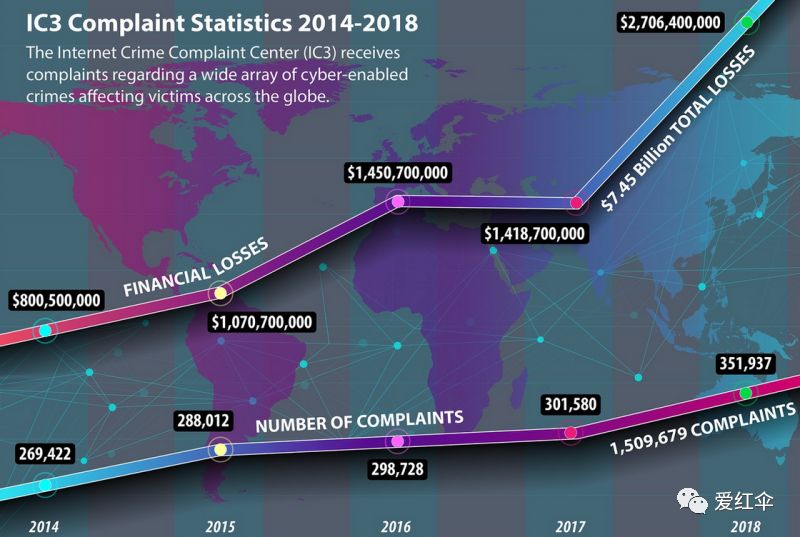 IC3 Complaint Statistics 2014-2018
The Internet Crime Complaint Center (IC3) receives
complaints regarding a wide array of cyber-enabled
crimes affecting victims across the globe.
$2,706,400,000
$7.45 Billion TOTAL LOSSES
$1,450,700,000
$1,418,700,000
FINANCIAL LOSSES
$800,500,000
$1,070,700,000
351,937
301,580
288,012
NUMBER OF COMPLAINTS
1,509,679 COMPLAINTS
269,422
298,728
爱红伞
2014 2015 2016 2017 2018